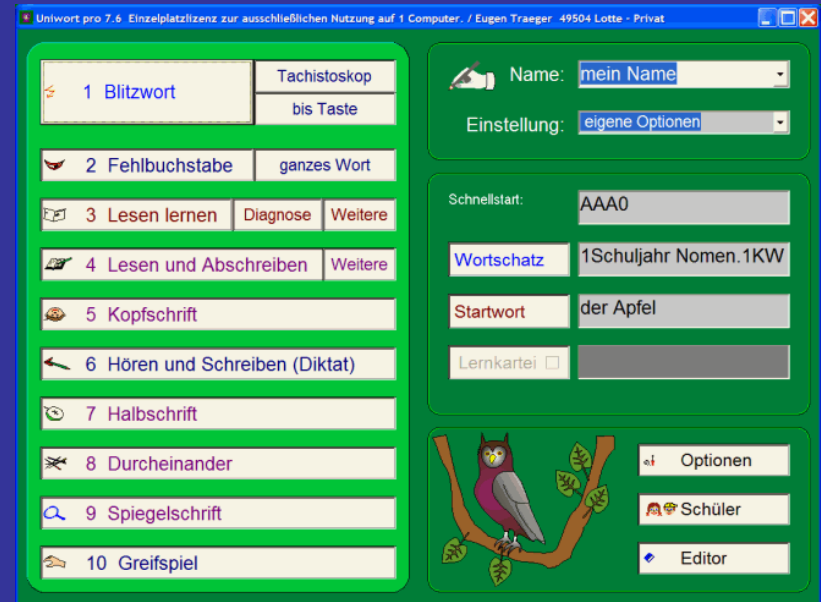 Uniwort pro 7.6 Einzelplatzlizenz zur ausschließlichen Nutzung auf 1 Computer. / Eugen Traeger 49504 Lotte - Privat
1 Blitzwort
Tachistoskop
bis Taste
2 Fehlbuchstabe ganzes Wort
3 Lesen lernen Diagnose Weitere
4 Lesen und Abschreiben Weitere
5 Kopfschrift
6 Hören und Schreiben (Diktat)
7 Halbschrift
8 Durcheinander
9 Spiegelschrift
10 Greifspiel
Name: mein Name
Einstellung: eigene Optionen
Schnellstart: AAA0
Wortschatz 1Schuljahr Nomen.1KW
Startwort der Apfel
Lernkartei
Optionen
Schüler
Editor